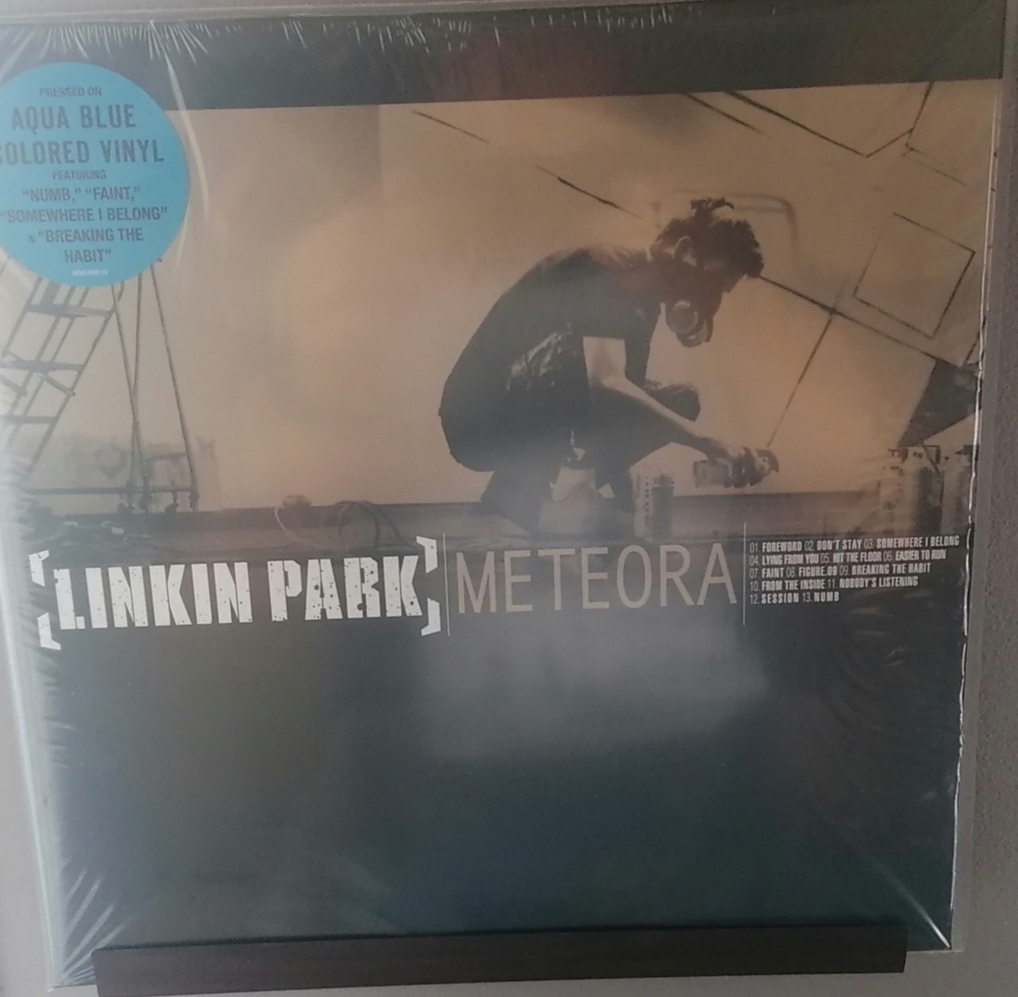 PRESSED ON
AQUA BLUE
COLORED VINYL
FEATURING
"NUMB," "FAINT,"
"SOMEWHERE I BELONG"
& "BREAKING THE
HABIT"
[LINKIN PARK]
METEORA
01. FOREWORD 02. DON'T STAY 03. SOMEWHERE I BELONG
04. LYING FROM YOU 05. HIT THE FLOOR 06. EASIER TO RUN
07. FAINT 08. FIGURE.09 09. BREAKING THE HABIT
10. FROM THE INSIDE 11. NOBODY'S LISTENING
12. SESSION 13. NUMB